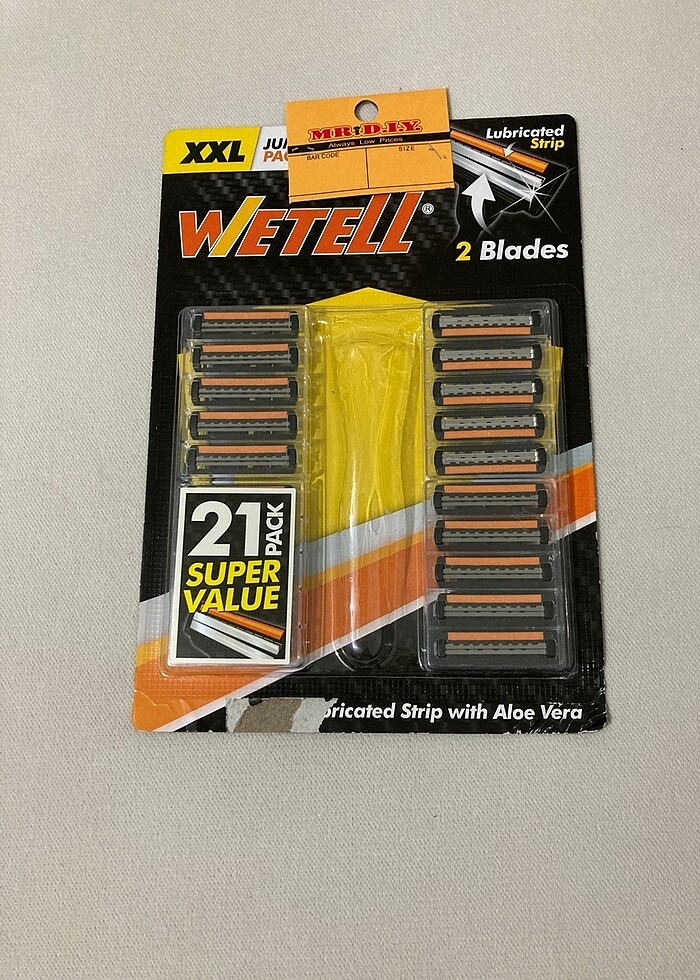 MR.D.I.Y.
Always Low Prices
BAR CODE
SIZE
XXL
Lubricated
Strip
WETELL®
2 Blades
21
PACK
SUPER
VALUE
Strip with Aloe Vera